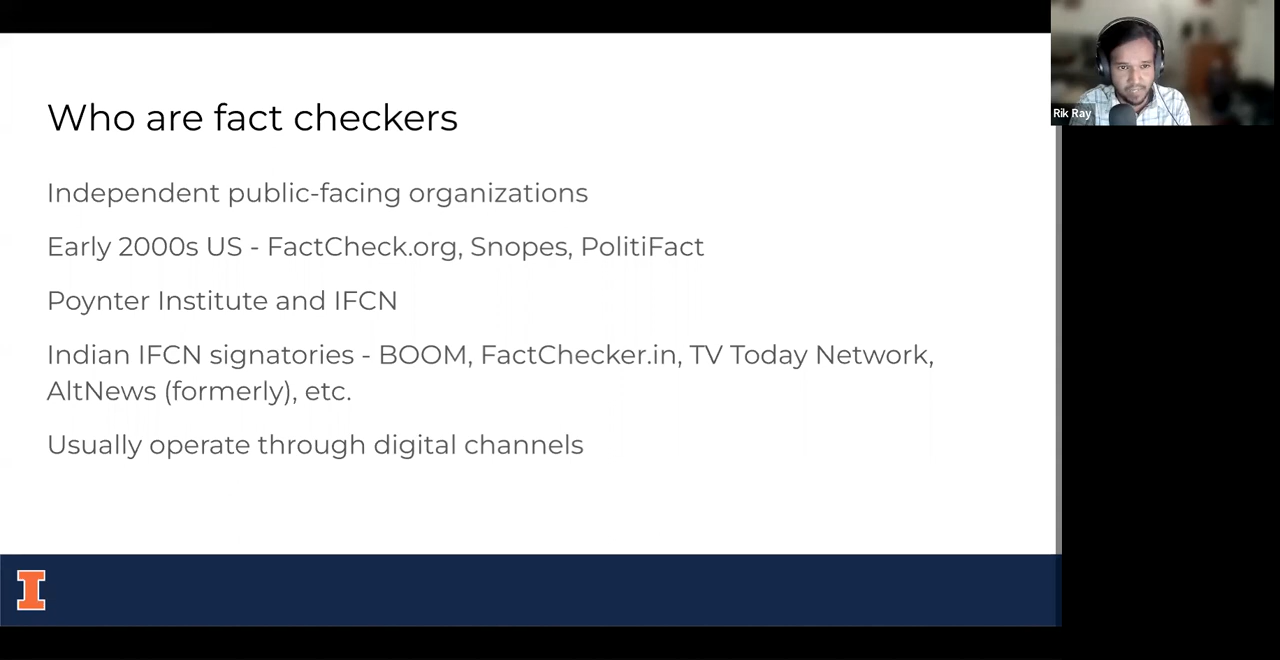 Who are fact checkers
Independent public-facing organizations
Early 2000s US - FactCheck.org, Snopes, PolitiFact
Poynter Institute and IFCN
Indian IFCN signatories - BOOM, FactChecker.in, TV Today Network,
AltNews (formerly), etc.
Usually operate through digital channels
I
Rik Ray